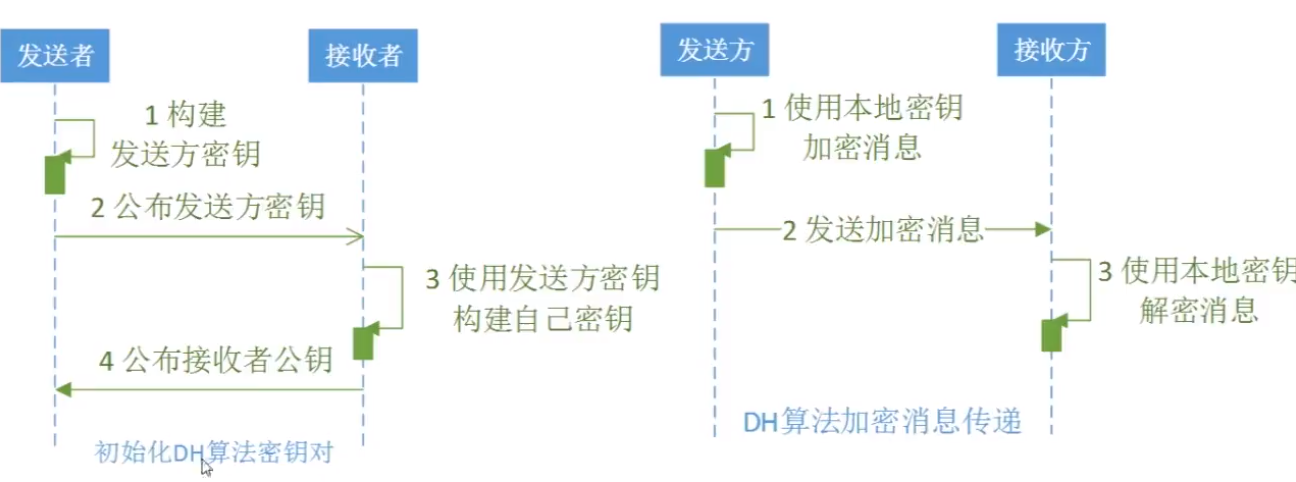 发送者
接收者
1 构建
发送方密钥
2 公布发送方密钥
3 使用发送方密钥
构建自己密钥
4 公布接收者公钥
初始化DH算法密钥对
发送方
接收方
1 使用本地密钥
加密消息
2 发送加密消息
3 使用本地密钥
解密消息
DH算法加密消息传递